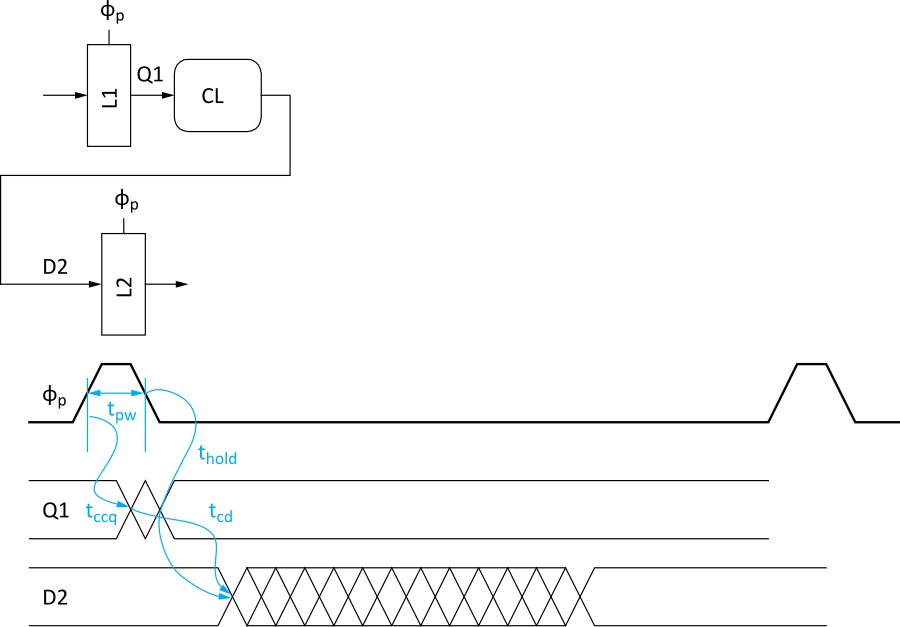 ϕp
L1
Q1
CL
ϕp
D2
L2
ϕp
tpw
thold
Q1
tccq
tcd
D2